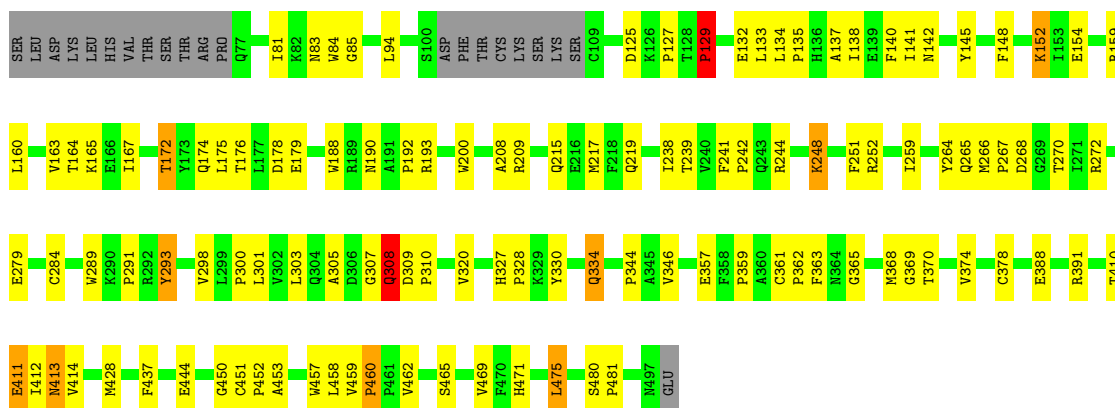 SER LEU ASP LYS LEU HIS VAL THR SER THR ARG PRO Q77 I81 K82 N83 W84 G85 L94 S100 ASP PHE THR CYS LYS SER LYS SER C109 D125 K126 P127 T128 P129 E132 L133 L134 P135 H136 A137 I138 E139 F140 I141 N142 Y145 F148 K152 I153 E154 R159
L160 V163 T164 K165 E166 I167 T172 Y173 Q174 L175 T176 L177 D178 E179 W188 R189 N190 A191 P192 R193 W200 A208 R209 Q215 E216 M217 F218 Q219 I238 T239 V240 F241 P242 Q243 R244 K248 F251 R252 I259 Y264 Q265 M266 P267 D268 G269 T270 I271 R272
E279 C284 W289 K290 P291 R292 Y293 V298 L299 P300 L301 V302 L303 Q304 A305 D306 G307 Q308 D309 P310 V320 H327 P328 K329 Y330 Q334 P344 A345 V346 E357 F358 P359 A360 C361 P362 F363 N364 G365 M368 G369 T370 V374 C378 E388 R391 T410
E411 I412 N413 V414 M428 F437 E444 G450 C451 P452 A453 W457 L458 V459 P460 P461 V462 S465 V469 F470 H471 L475 S480 P481 N497 GLU